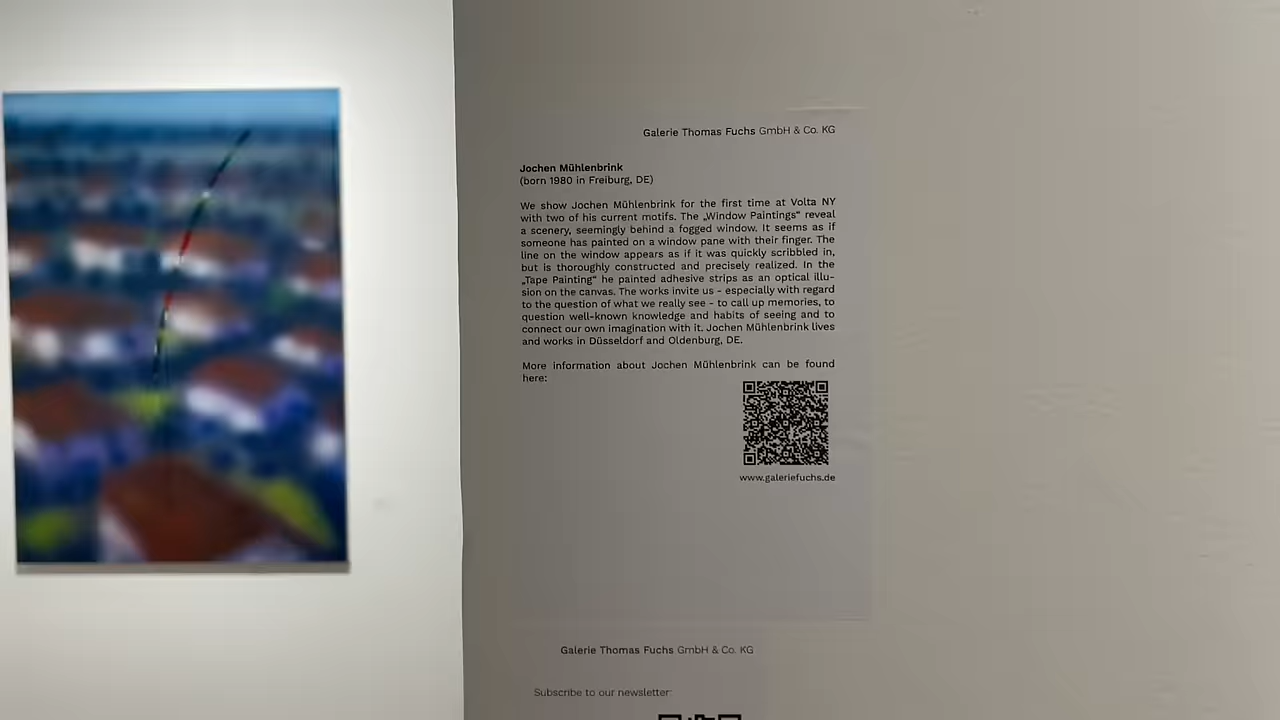 Galerie Thomas Fuchs GmbH & Co. KG
Jochen Mühlenbrink
(born 1980 in Freiburg, DE)
We show Jochen Mühlenbrink for the first time at Volta NY
with two of his current motifs. The „Window Paintings“ reveal
a scenery, seemingly behind a fogged window. It seems as if
someone has painted on a window pane with their finger. The
line on the window appears as if it was quickly scribbled in,
but is thoroughly constructed and precisely realized. In the
„Tape Painting“ he painted adhesive strips as an optical illu-
sion on the canvas. The works invite us - especially with regard
to the question of what we really see - to call up memories, to
question well-known knowledge and habits of seeing and to
connect our own imagination with it. Jochen Mühlenbrink lives
and works in Düsseldorf and Oldenburg, DE.
More information about Jochen Mühlenbrink can be found
here:
www.galeriefuchs.de
Galerie Thomas Fuchs GmbH & Co. KG
Subscribe to our newsletter: